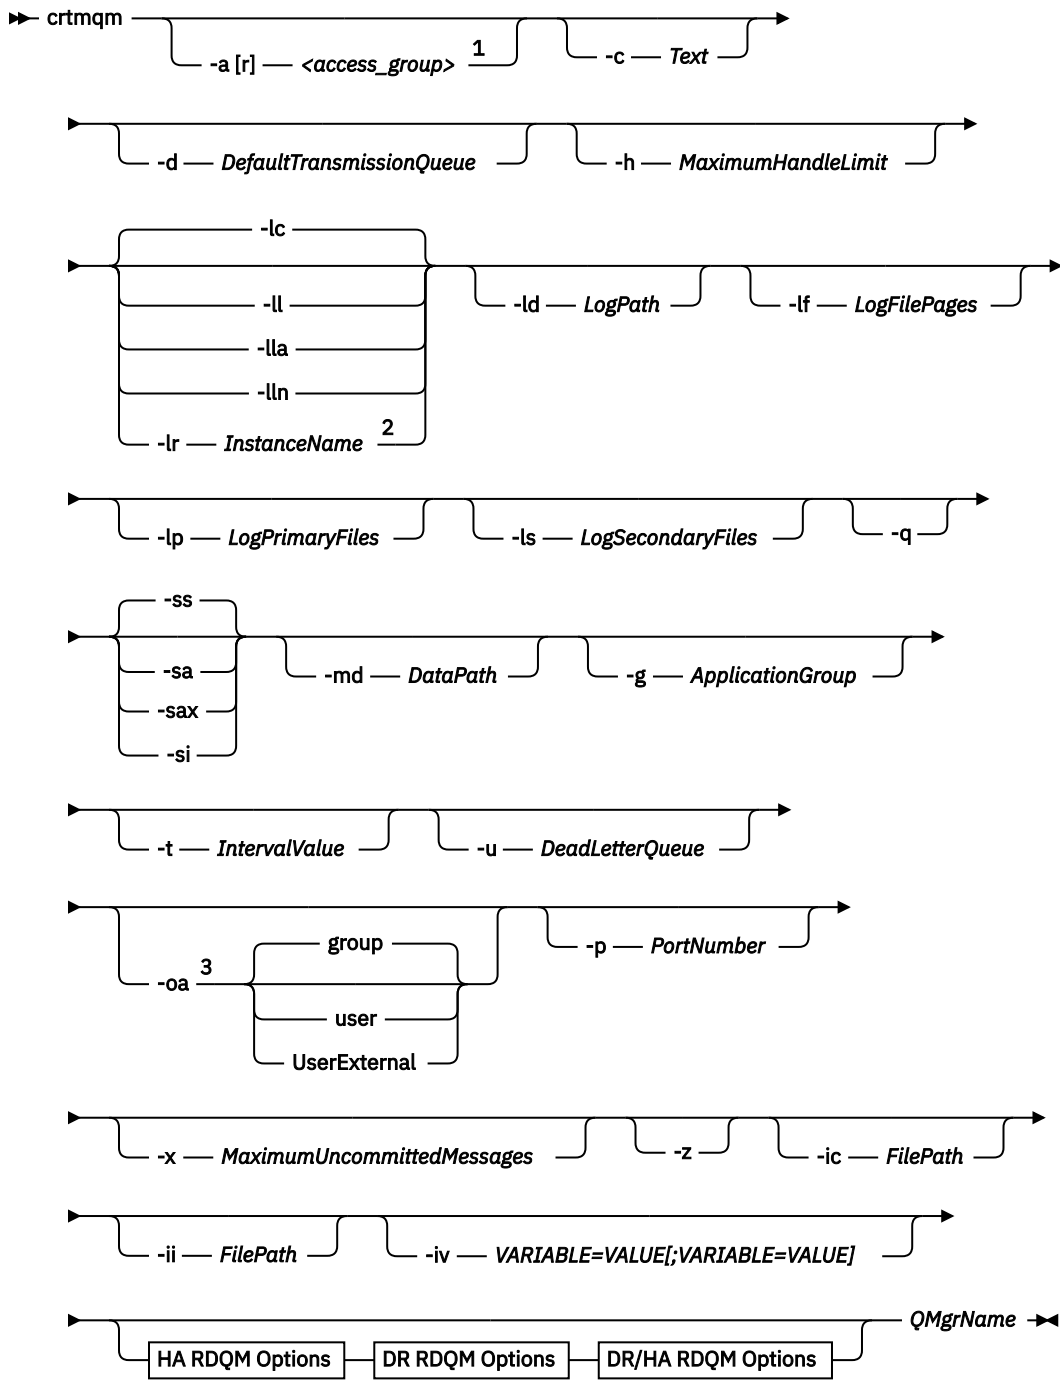 crtmqm
-a [r] <access_group> 1
-c Text
-d DefaultTransmissionQueue
-h MaximumHandleLimit
-lc
-ll
-lla
-lln
-lr InstanceName 2
-ld LogPath
-lf LogFilePages
-lp LogPrimaryFiles
-ls LogSecondaryFiles
-q
-ss
-sa
-sax
-si
-md DataPath
-g ApplicationGroup
-t IntervalValue
-u DeadLetterQueue
-oa 3
group
user
UserExternal
-p PortNumber
-x MaximumUncommittedMessages
-z
-ic FilePath
-ii FilePath
-iv VARIABLE=VALUE[;VARIABLE=VALUE]
HA RDQM Options
DR RDQM Options
DR/HA RDQM Options
QMgrName